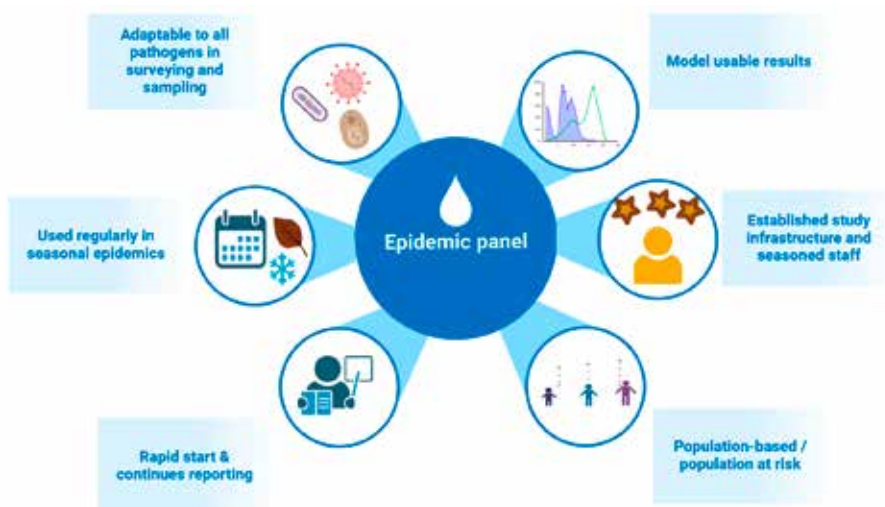 Adaptable to all
pathogens in
surveying and
sampling
Model usable results
Used regularly in
seasonal epidemics
Epidemic panel
Established study
infrastructure and
seasoned staff
Rapid start &
continues reporting
Population-based /
population at risk